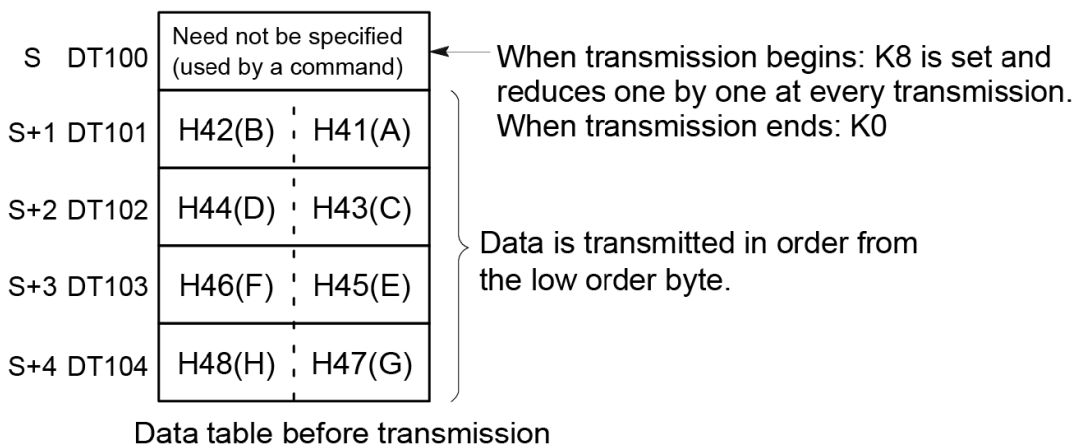 Need not be specified
S DT100 (used by a command)
When transmission begins: K8 is set and
reduces one by one at every transmission.
When transmission ends: K0
S+1 DT101 H42(B) H41(A)
S+2 DT102 H44(D) H43(C)
S+3 DT103 H46(F) H45(E)
S+4 DT104 H48(H) H47(G)
Data is transmitted in order from
the low order byte.
Data table before transmission